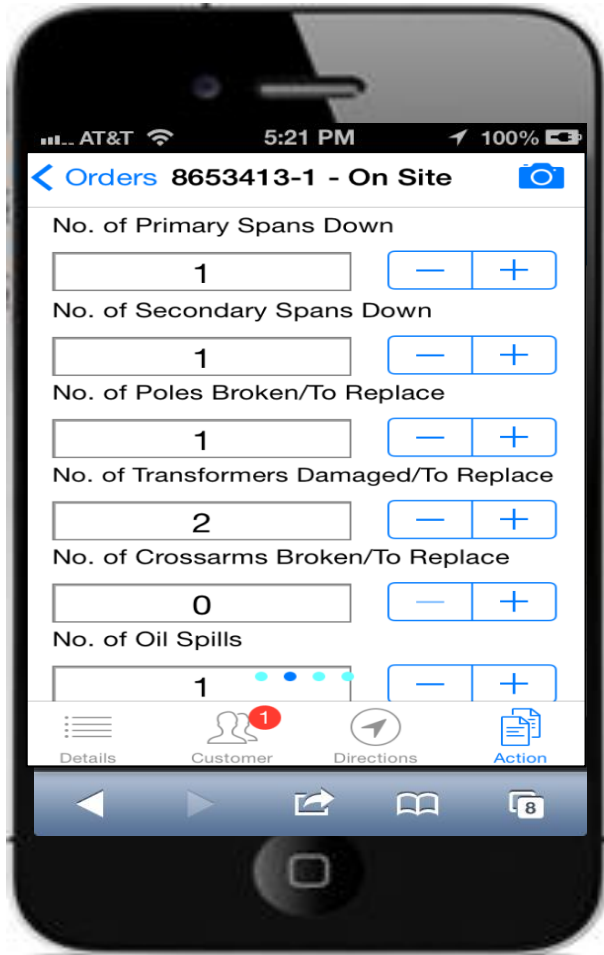 AT&T 5:21 PM 100%
Orders 8653413-1 - On Site
No. of Primary Spans Down
1 — +
No. of Secondary Spans Down
1 — +
No. of Poles Broken/To Replace
1 — +
No. of Transformers Damaged/To Replace
2 — +
No. of Crossarms Broken/To Replace
0 — +
No. of Oil Spills
1 — +
1
Details Customer Directions Action
8